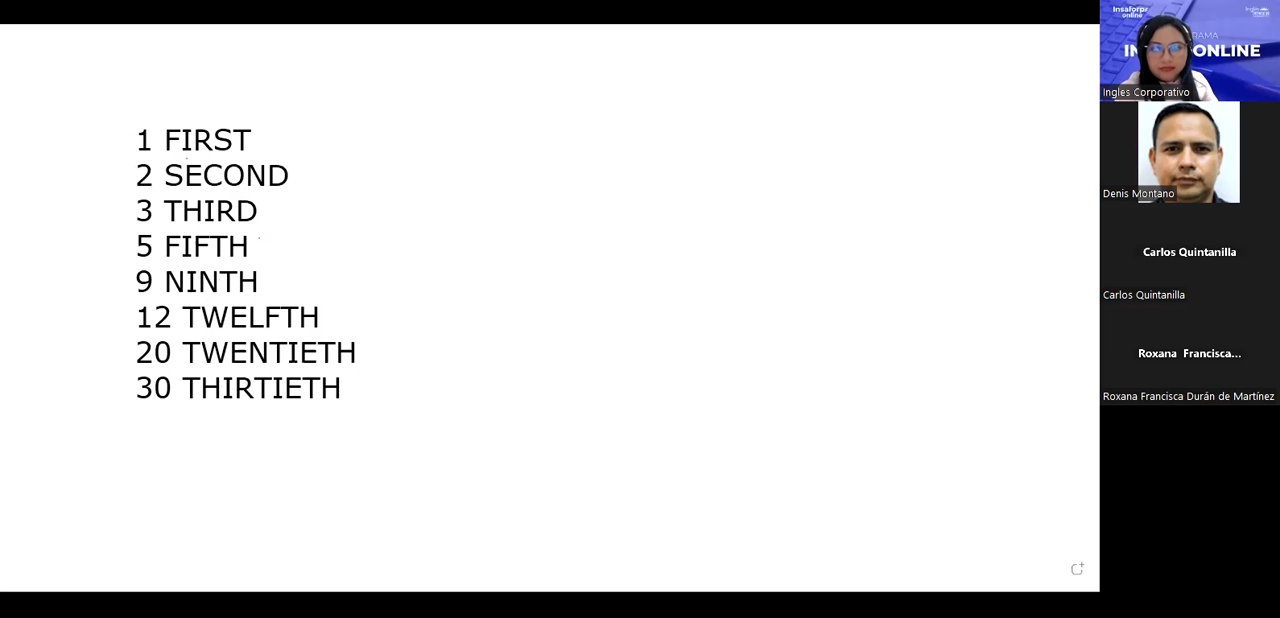 1 FIRST
2 SECOND
3 THIRD
5 FIFTH
9 NINTH
12 TWELFTH
20 TWENTIETH
30 THIRTIETH
Insaforp
online
ONLINE
Ingles Corporativo
Denis Montano
Carlos Quintanilla
Carlos Quintanilla
Roxana Francisca...
Roxana Francisca Durán de Martínez